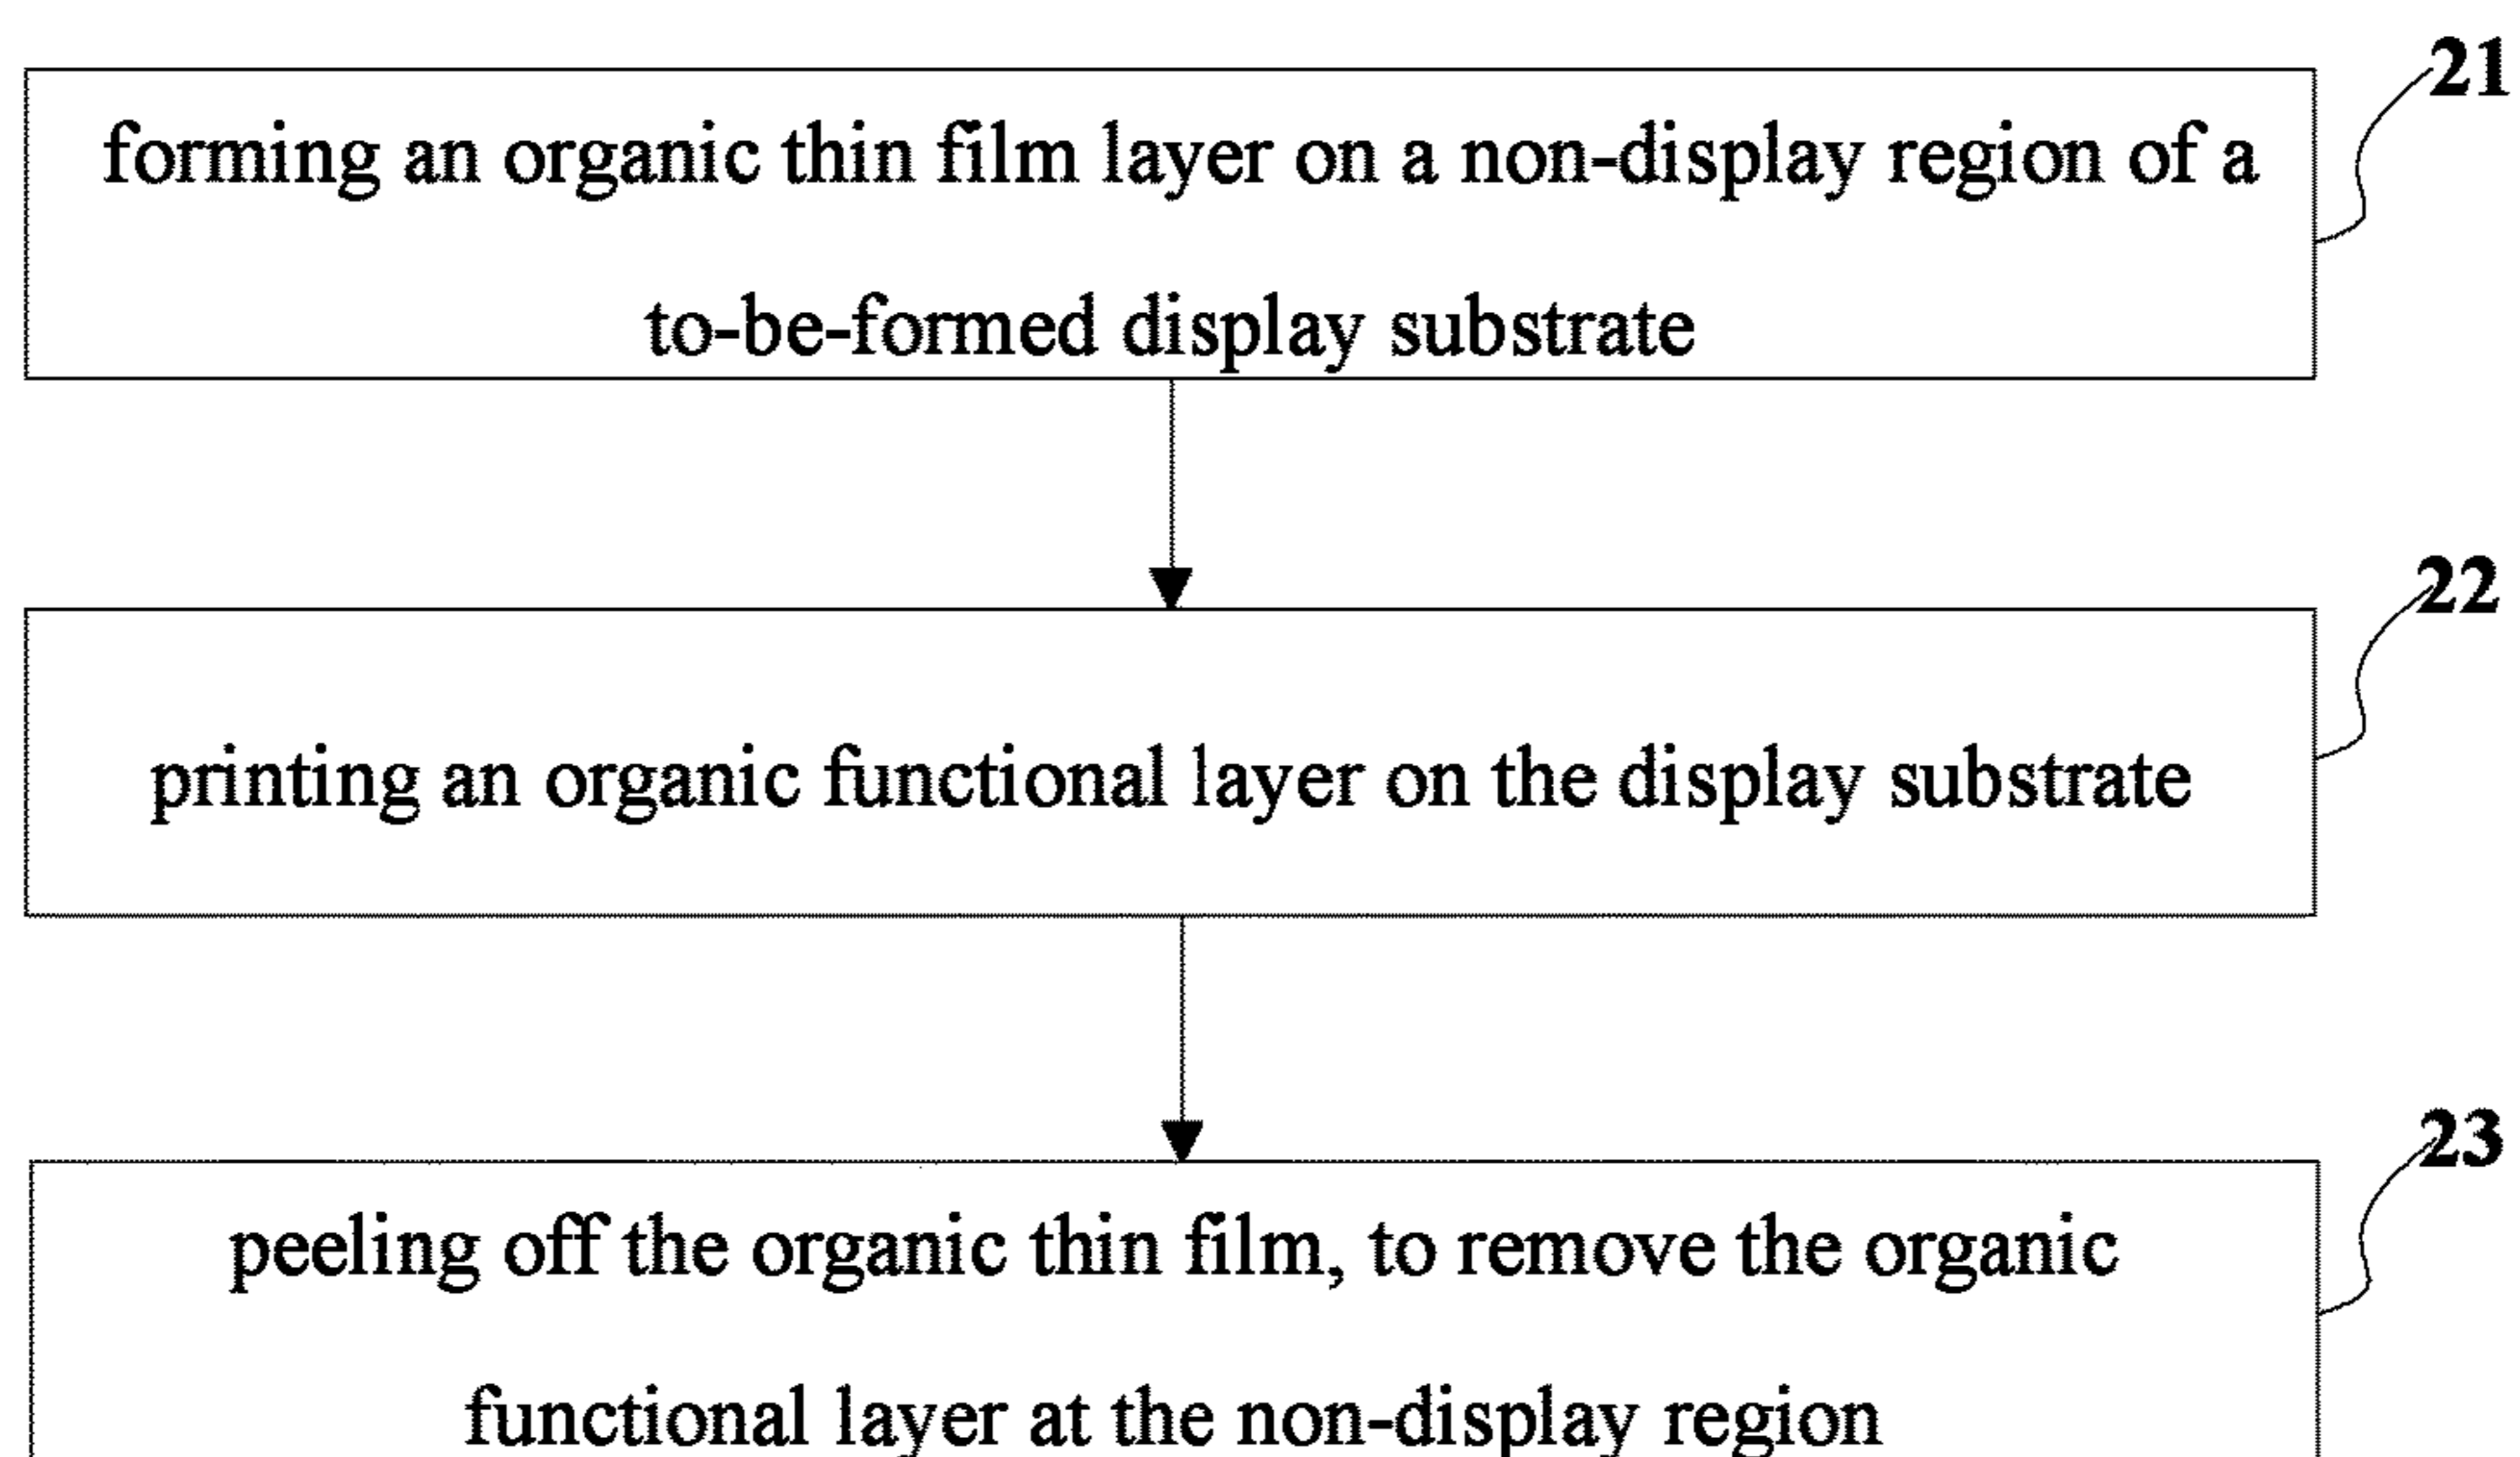 21
forming an organic thin film layer on a non-display region of a
to-be-formed display substrate
22
printing an organic functional layer on the display substrate
23
peeling off the organic thin film, to remove the organic
functional layer at the non-display region